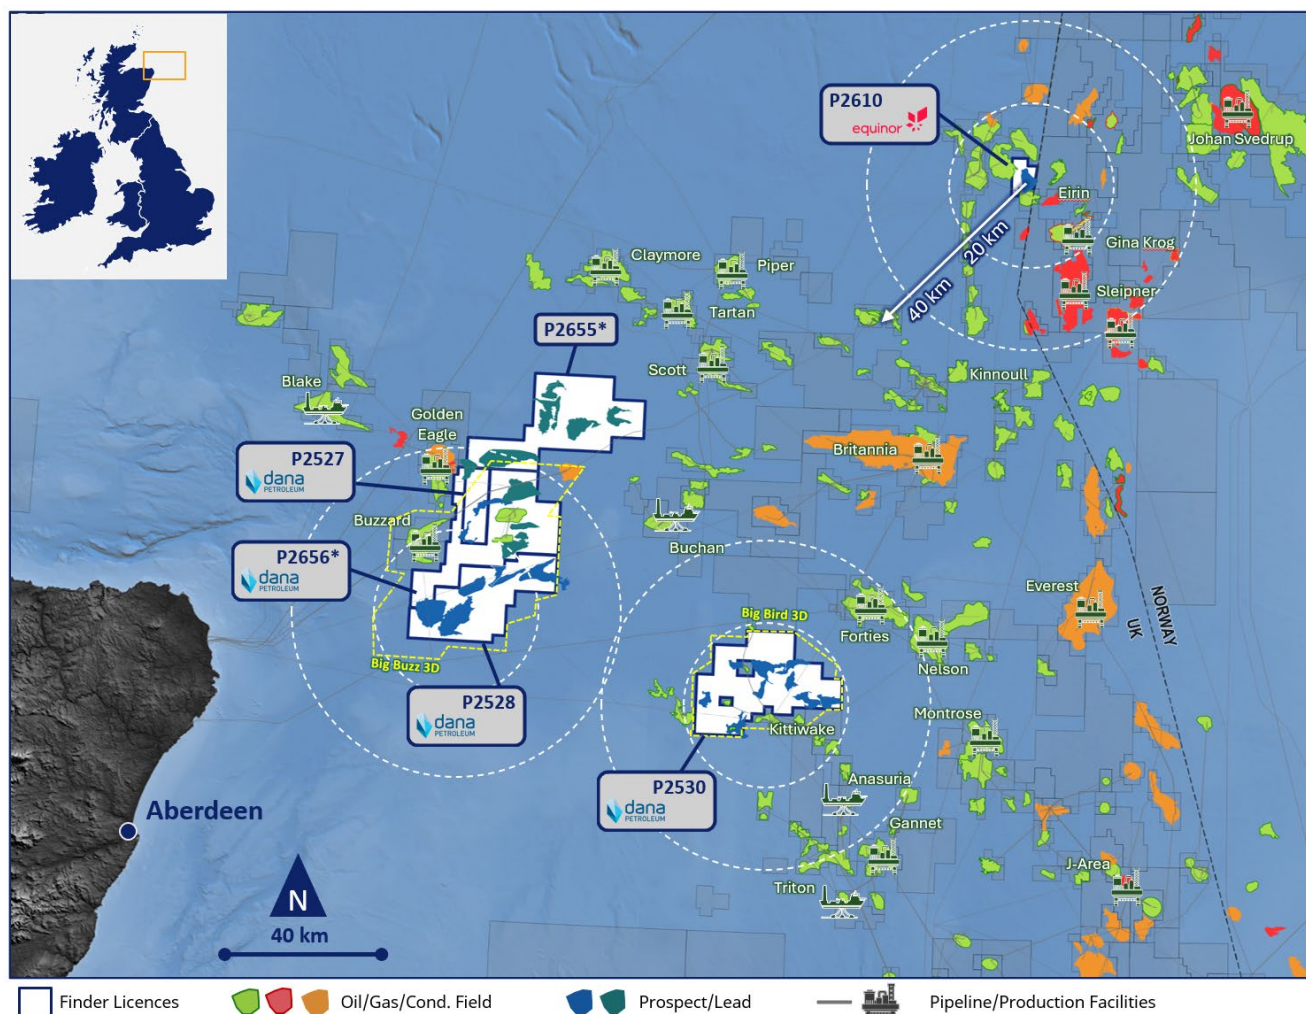 P2610
equinor
Johan Svedrup
Eirin
20 km
Gina Krog
40 km
Sleipner
Claymore
Piper
Tartan
P2655*
Scott
Kinnoull
Blake
Golden
Eagle
Britannia
P2527
dana
PETROLEUM
Buzzard
Buchan
P2656*
dana
PETROLEUM
Everest
NORWAY
UK
Big Bird 3D
Forties
Nelson
Big Buzz 3D
P2528
dana
PETROLEUM
Montrose
Kittiwake
P2530
dana
PETROLEUM
Anasuria
Aberdeen
Gannet
J-Area
Triton
N
40 km
Finder Licences
Oil/Gas/Cond. Field
Prospect/Lead
Pipeline/Production Facilities